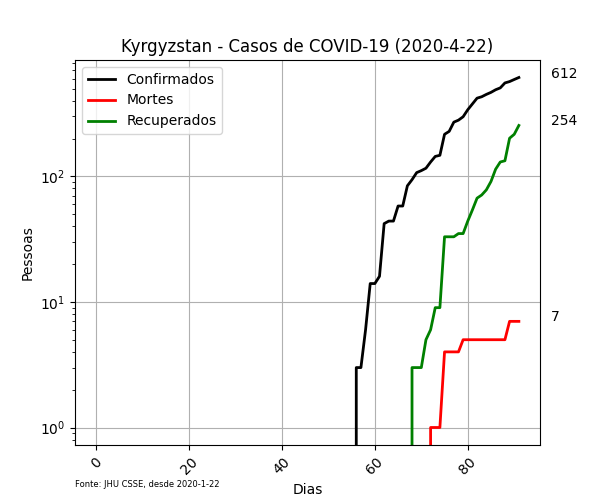 Kyrgyzstan - Casos de COVID-19 (2020-4-22)
Confirmados
Mortes
Recuperados
612
254
7
Pessoas
10²
10¹
10⁰
0
20
40
60
80
Dias
Fonte: JHU CSSE, desde 2020-1-22